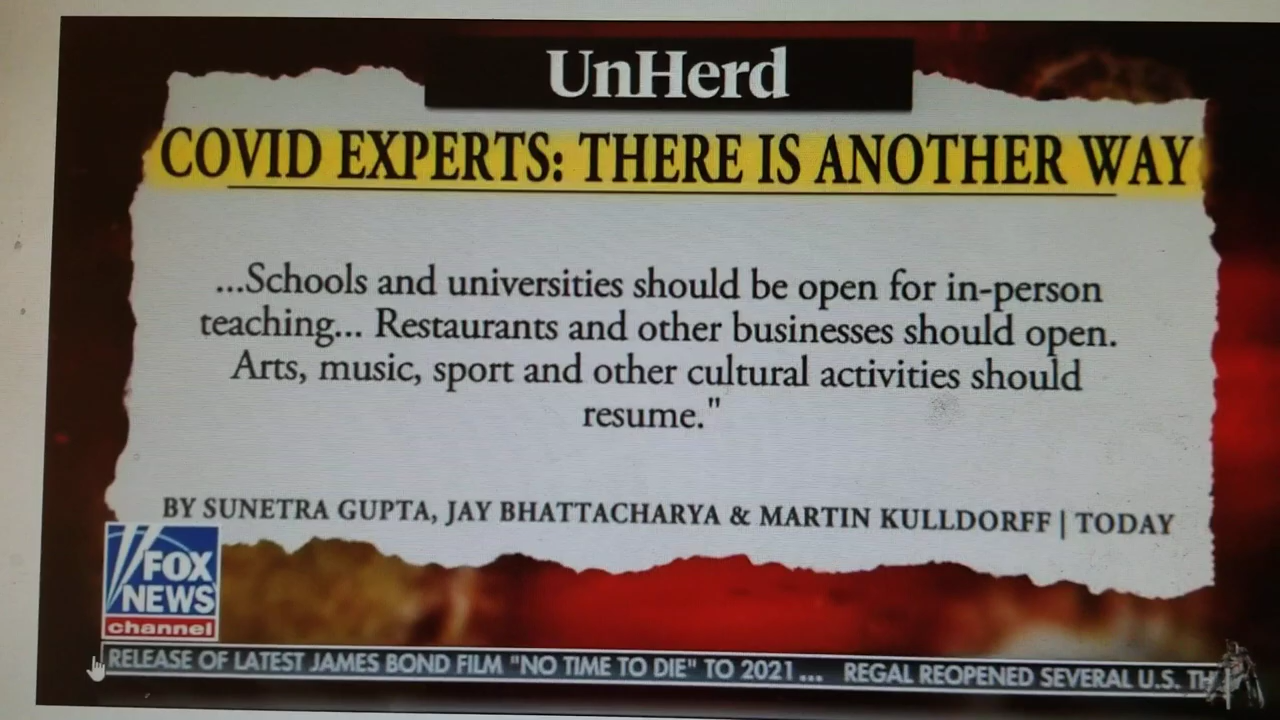 UnHerd
COVID EXPERTS: THERE IS ANOTHER WAY
...Schools and universities should be open for in-person
teaching... Restaurants and other businesses should open.
Arts, music, sport and other cultural activities should
resume."
BY SUNETRA GUPTA, JAY BHATTACHARYA & MARTIN KULLDORFF | TODAY
FOX
NEWS
channel
RELEASE OF LATEST JAMES BOND FILM "NO TIME TO DIE" TO 2021... REGAL REOPENED SEVERAL U.S.